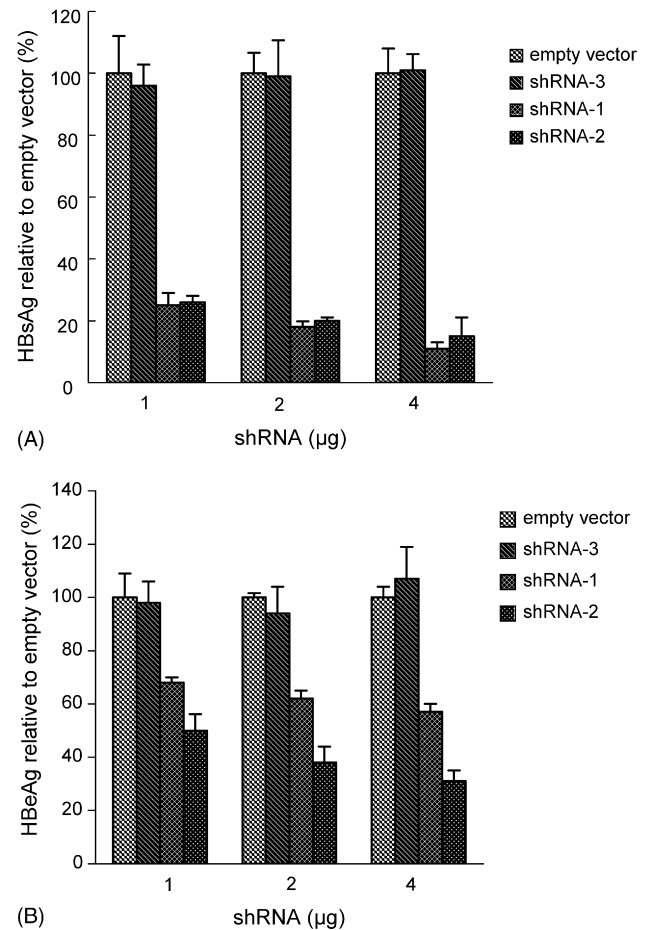 HBsAg relative to empty vector (%)
120
100
80
60
40
20
0
1 2 4
shRNA (µg)
empty vector
shRNA-3
shRNA-1
shRNA-2
(A)
HBeAg relative to empty vector (%)
140
120
100
80
60
40
20
0
1 2 4
shRNA (µg)
empty vector
shRNA-3
shRNA-1
shRNA-2
(B)